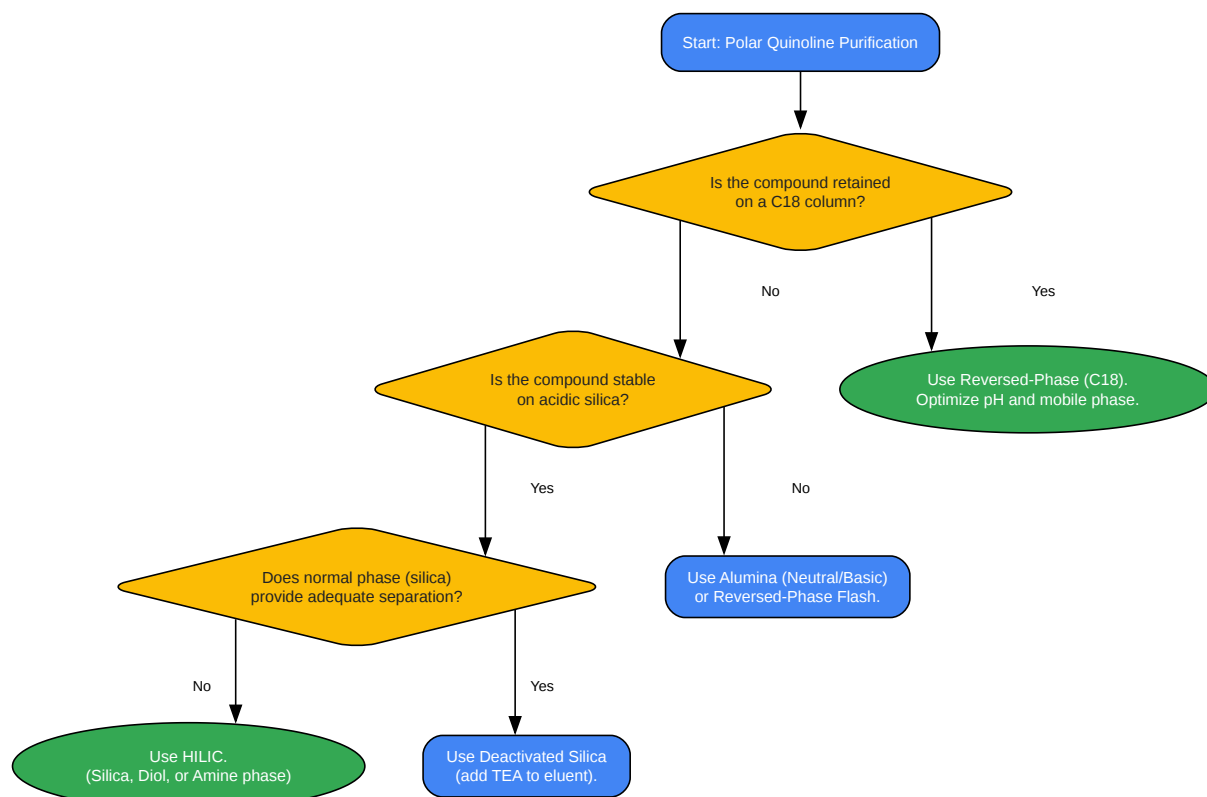 Start: Polar Quinoline Purification
Is the compound retained
on a C18 column?
No
Yes
Is the compound stable
on acidic silica?
Use Reversed-Phase (C18).
Optimize pH and mobile phase.
Yes
No
Does normal phase (silica)
provide adequate separation?
Use Alumina (Neutral/Basic)
or Reversed-Phase Flash.
No
Yes
Use HILIC.
(Silica, Diol, or Amine phase)
Use Deactivated Silica
(add TEA to eluent).